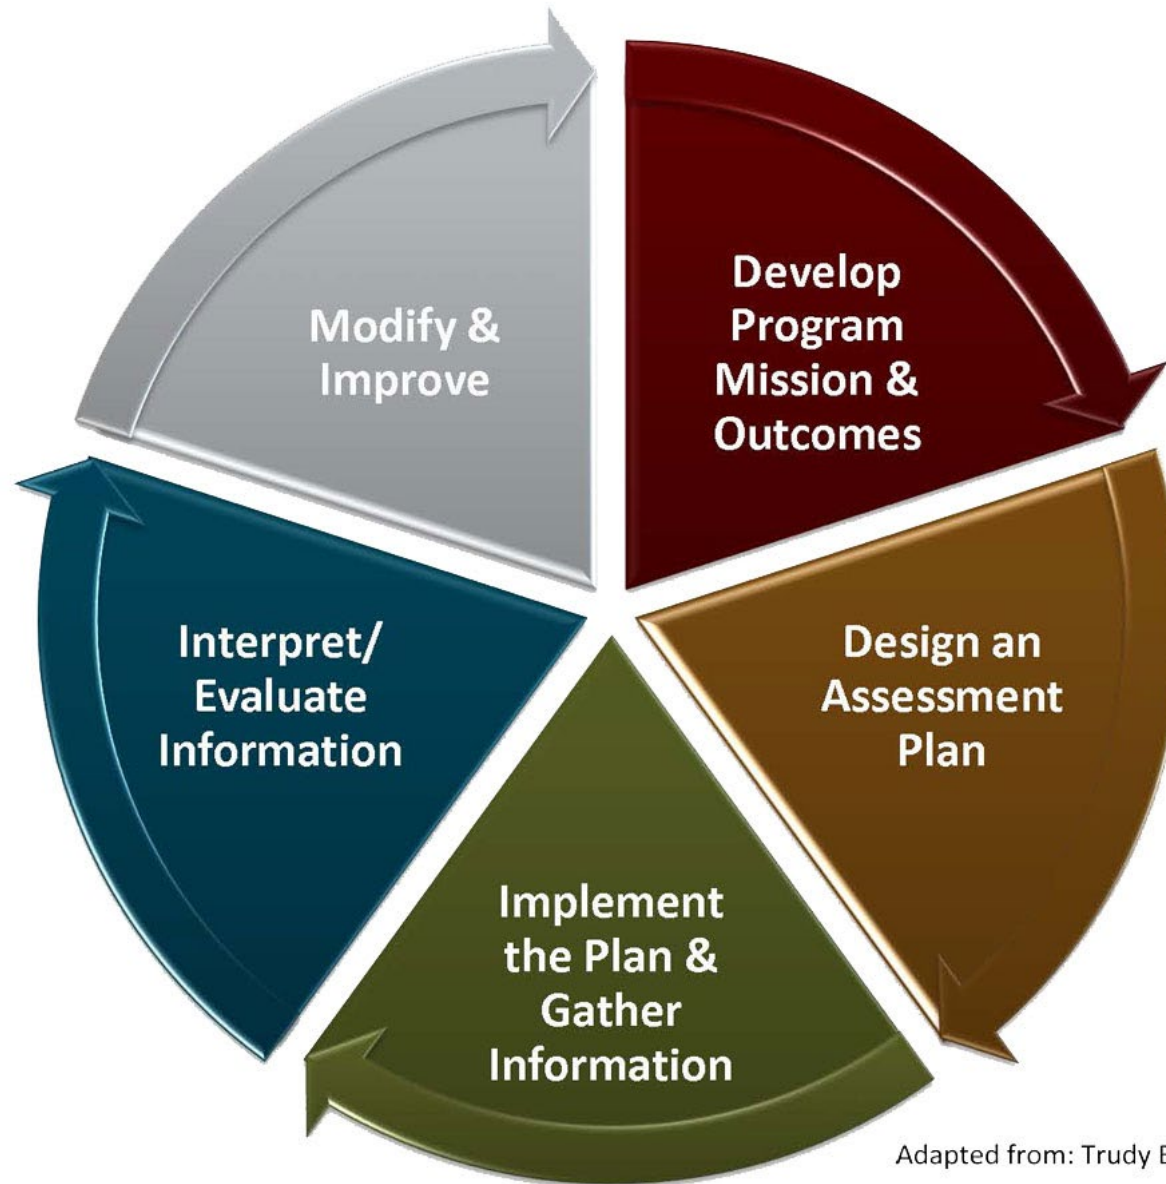 Develop
Program
Mission &
Outcomes
Design an
Assessment
Plan
Implement
the Plan &
Gather
Information
Interpret/
Evaluate
Information
Modify &
Improve
Adapted from: Trudy